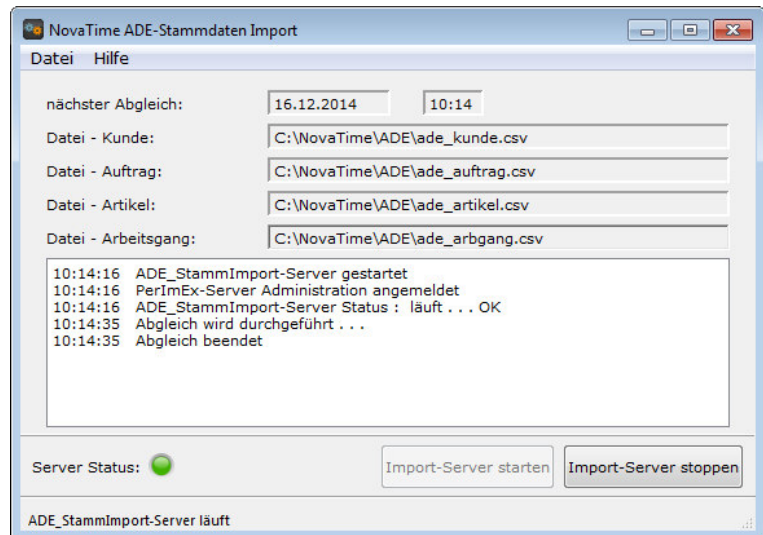 NovaTime ADE-Stammdaten Import
Datei Hilfe
nächster Abgleich: 16.12.2014 10:14
Datei - Kunde: C:\NovaTime\ADE\ade_kunde.csv
Datei - Auftrag: C:\NovaTime\ADE\ade_auftrag.csv
Datei - Artikel: C:\NovaTime\ADE\ade_artikel.csv
Datei - Arbeitsgang: C:\NovaTime\ADE\ade_arbgang.csv
10:14:16 ADE_StammImport-Server gestartet
10:14:16 PerImEx-Server Administration angemeldet
10:14:16 ADE_StammImport-Server Status : läuft . . . OK
10:14:35 Abgleich wird durchgeführt . . .
10:14:35 Abgleich beendet
Server Status: Import-Server starten Import-Server stoppen
ADE_StammImport-Server läuft